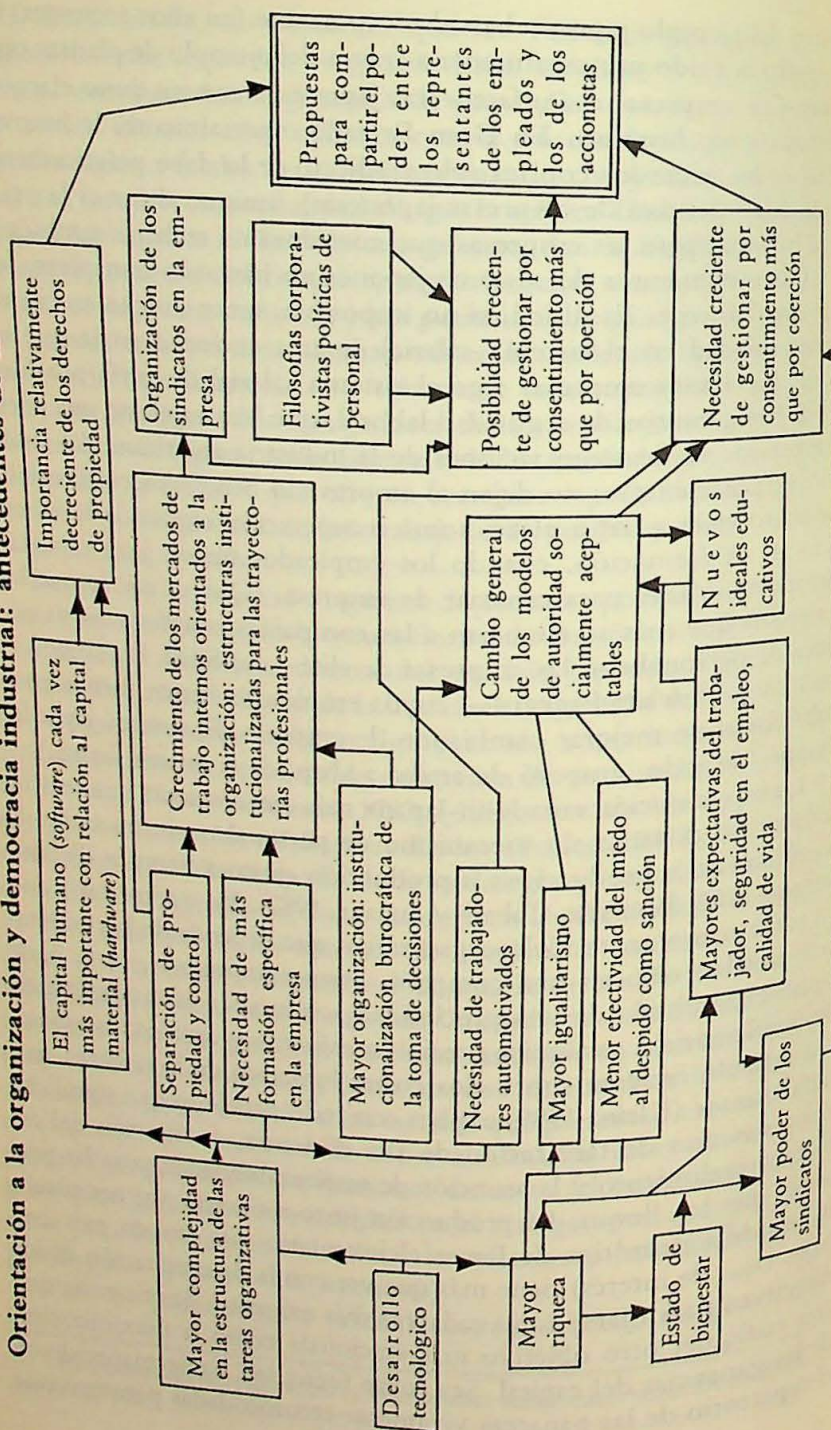 Orientación a la organización y democracia industrial: antecedentes
Propuestas
para com-
partir el po-
der entre
los repre-
sentantes
de los em-
pleados y
los de los
accionistas
Importancia relativamente
decreciente de los derechos
de propiedad
Organización de los
sindicatos en la em-
presa
Filosofías corpora-
tivistas políticas de
personal
Posibilidad crecien-
te de gestionar por
consentimiento más
que por coerción
Necesidad creciente
de gestionar por
consentimiento más
que por coerción
El capital humano (software) cada vez
más importante con relación al capital
material (hardware)
Crecimiento de los mercados de
trabajo internos orientados a la
organización: estructuras insti-
tucionalizadas para las trayecto-
rias profesionales
Cambio general
de los modelos
de autoridad so-
cialmente acep-
tables
Nuevos
ideales edu-
cativos
Separación de pro-
piedad y control
Necesidad de más
formación específica
en la empresa
Mayor organización: institu-
cionalización burocrática de
la toma de decisiones
Necesidad de trabajado-
res automotivados
Mayor igualitarismo
Menor efectividad del miedo
al despido como sanción
Mayores expectativas del traba-
jador, seguridad en el empleo,
calidad de vida
Mayor complejidad
en la estructura de las
tareas organizativas
Desarrollo
tecnológico
Mayor
riqueza
Estado de
bienestar
Mayor poder de los
sindicatos